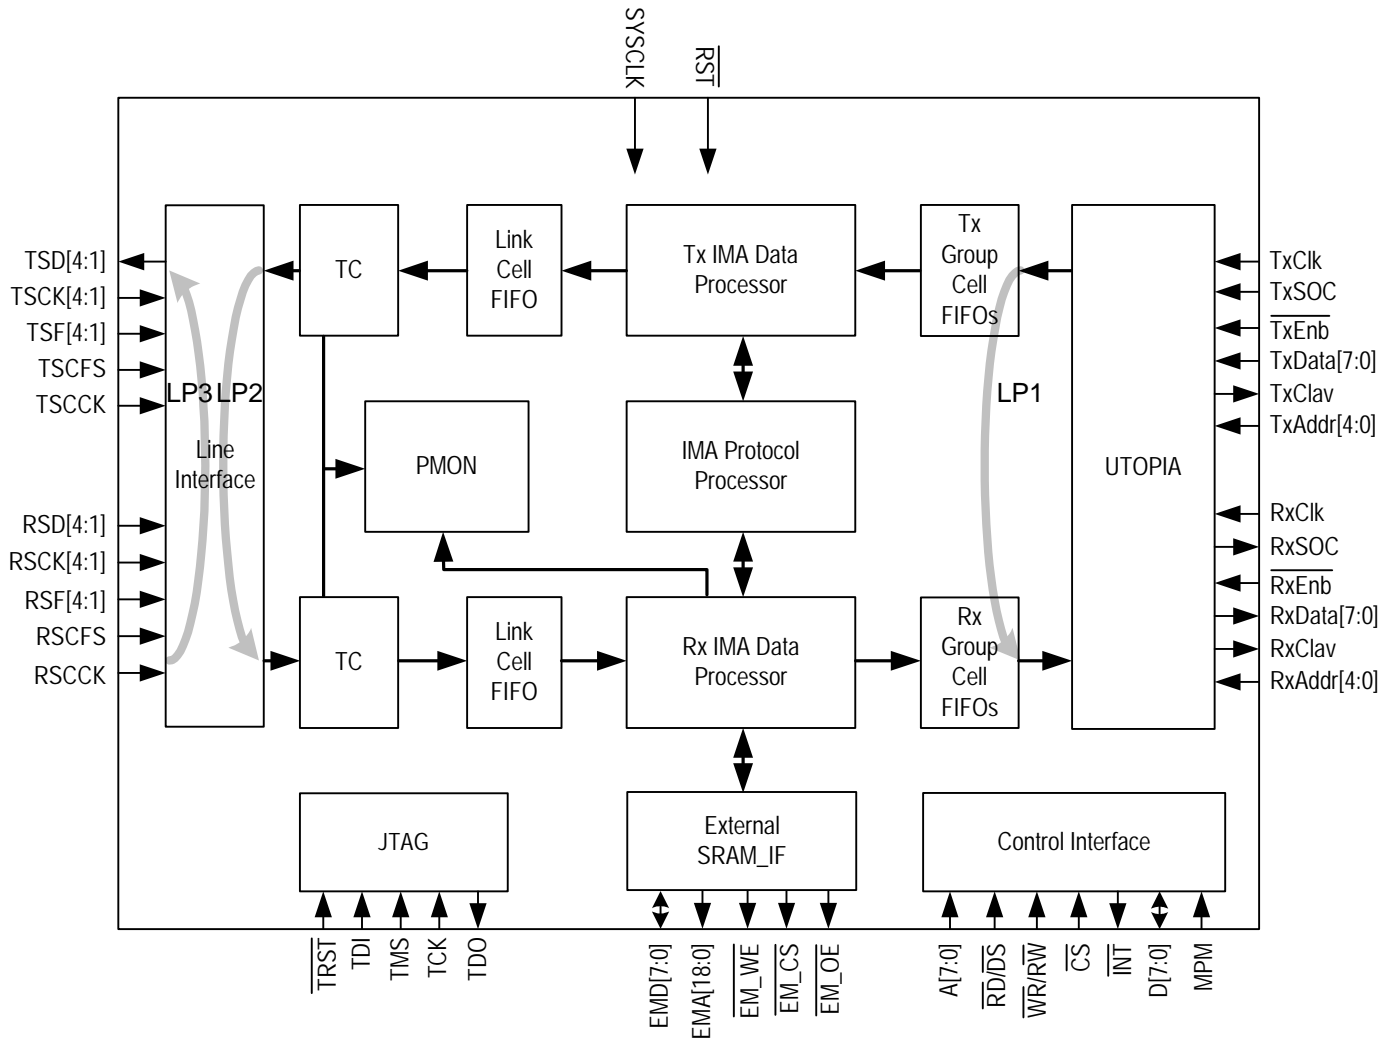 SYSCLK
RST
TSD[4:1]
TSCK[4:1]
TSF[4:1]
TSCFS
TSCCK
RSD[4:1]
RSCK[4:1]
RSF[4:1]
RSCFS
RSCCK
LP3
LP2
Line
Interface
TC
Link
Cell
FIFO
Tx IMA Data
Processor
Tx
Group
Cell
FIFOs
PMON
IMA Protocol
Processor
LP1
UTOPIA
TC
Link
Cell
FIFO
Rx IMA Data
Processor
Rx
Group
Cell
FIFOs
TxClk
TxSOC
TxEnb
TxData[7:0]
TxClav
TxAddr[4:0]
RxClk
RxSOC
RxEnb
RxData[7:0]
RxClav
RxAddr[4:0]
JTAG
External
SRAM_IF
Control Interface
TRST
TDI
TMS
TCK
TDO
EMD[7:0]
EMA[18:0]
EM_WE
EM_CS
EM_OE
A[7:0]
RD/DS
WR/RW
CS
INT
D[7:0]
MPM